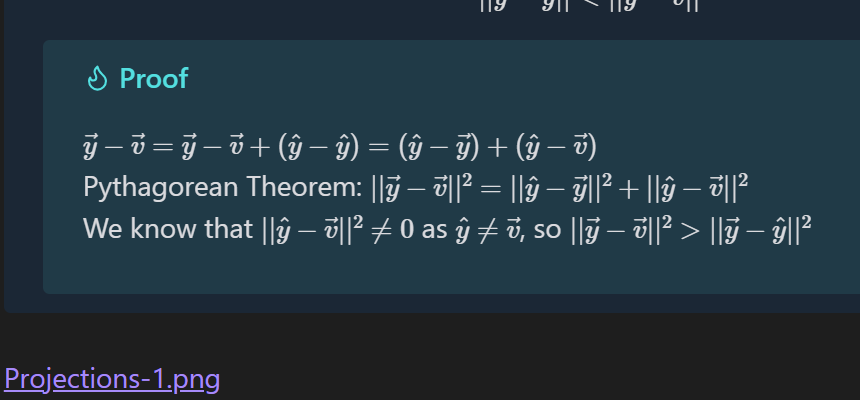 ||y⃗ − ŷ|| < ||y⃗ − v⃗||
Proof
y⃗ − v⃗ = y⃗ − v⃗ + (ŷ − ŷ) = (ŷ − y⃗) + (ŷ − v⃗)
Pythagorean Theorem: ||y⃗ − v⃗||² = ||ŷ − y⃗||² + ||ŷ − v⃗||²
We know that ||ŷ − v⃗||² ≠ 0 as ŷ ≠ v⃗, so ||y⃗ − v⃗||² > ||y⃗ − ŷ||²
Projections-1.png